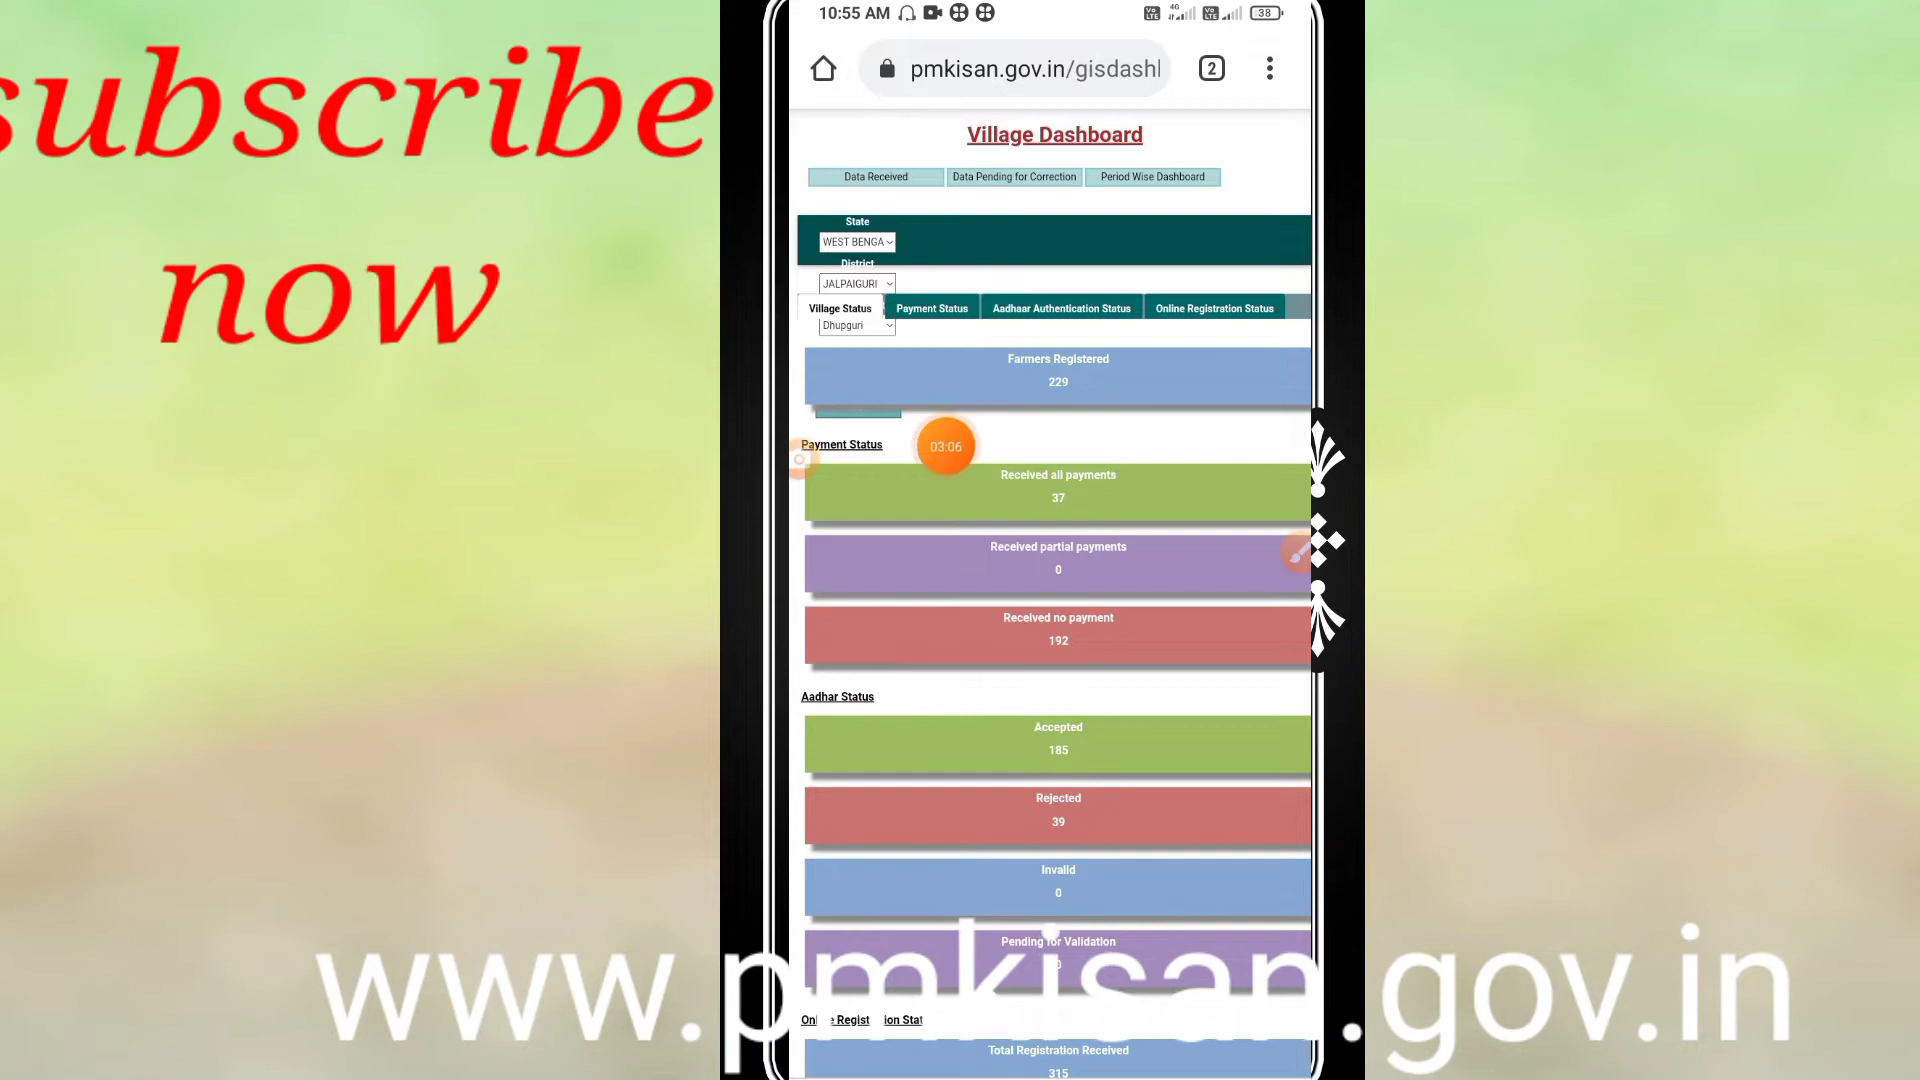 subscribe
now
10:55 AM
4G
38
pmkisan.gov.in/gisdashl
2
Village Dashboard
Data Received
Data Pending for Correction
Period Wise Dashboard
State
WEST BENGA
District
JALPAIGURI
Village Status
Payment Status
Aadhaar Authentication Status
Online Registration Status
Dhupguri
Farmers Registered
229
Payment Status
03:06
Received all payments
37
Received partial payments
0
Received no payment
192
Aadhar Status
Accepted
185
Rejected
39
Invalid
0
Pending for Validation
0
www.pmkisan.gov.in
Total Registration Received
315